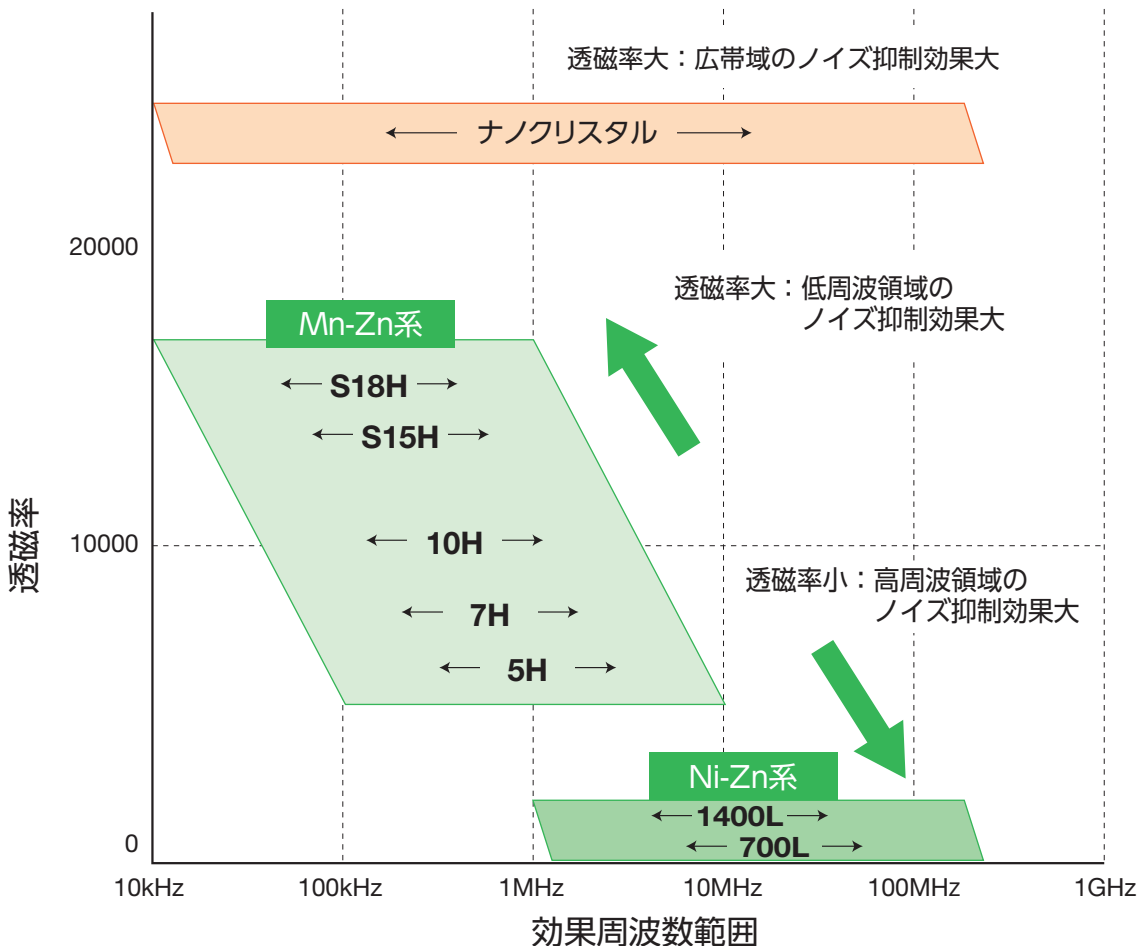 透磁率大：広帯域のノイズ抑制効果大
ナノクリスタル
20000
透磁率大：低周波領域の
ノイズ抑制効果大
Mn-Zn系
S18H
S15H
透磁率
10000
10H
透磁率小：高周波領域の
ノイズ抑制効果大
7H
5H
Ni-Zn系
1400L
700L
0
10kHz 100kHz 1MHz 10MHz 100MHz 1GHz
効果周波数範囲